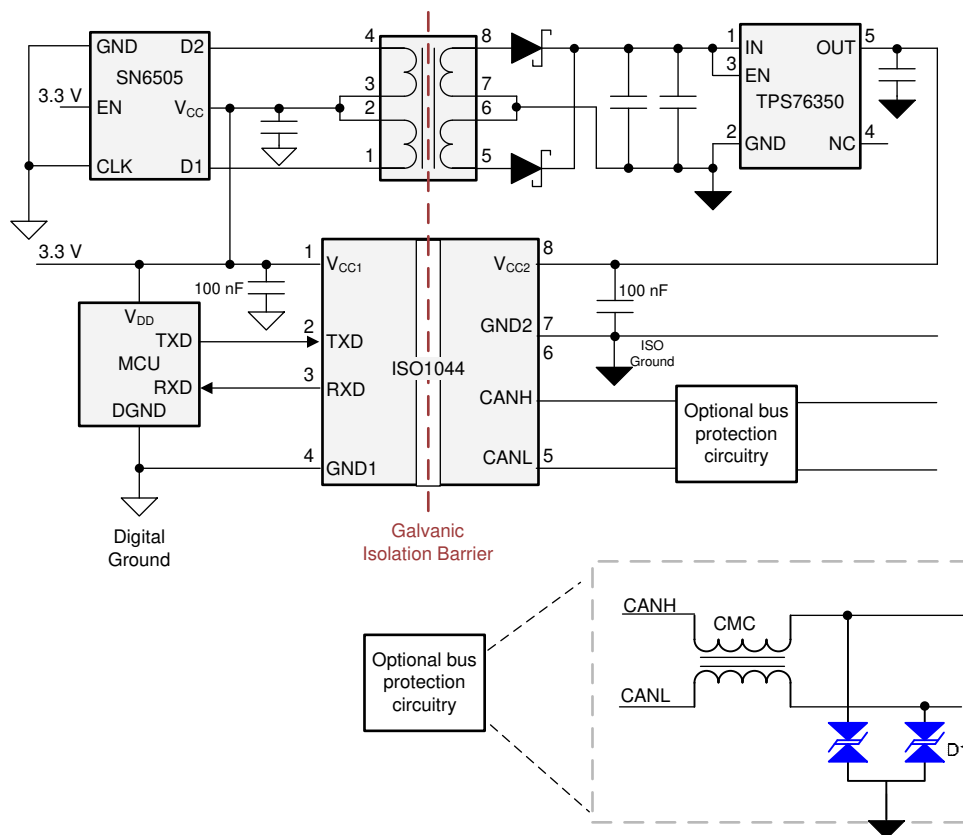 GND
D2
4
8
1
IN
OUT
5
SN6505
3
EN
3.3 V
EN
VCC
3
2
7
6
TPS76350
CLK
D1
1
5
2
GND
NC
4
3.3 V
1
VCC1
VCC2
8
100 nF
100 nF
VDD
TXD
2
TXD
GND2
7
MCU
ISO1044
6
ISO
Ground
RXD
3
RXD
CANH
DGND
Optional bus
protection
circuitry
4
GND1
CANL
5
Digital
Ground
Galvanic
Isolation Barrier
CANH
CMC
Optional bus
protection
circuitry
CANL